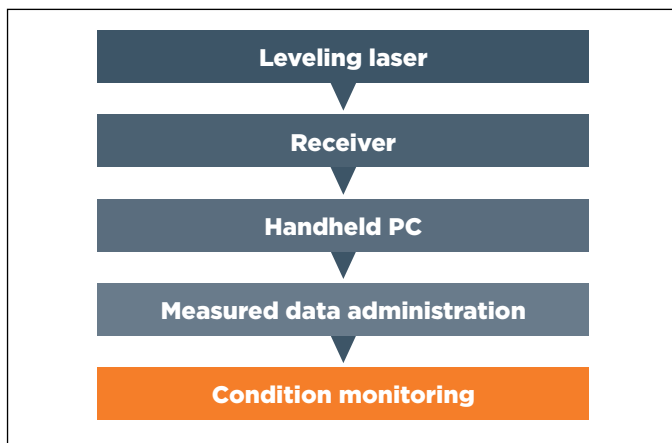 Leveling laser
Receiver
Handheld PC
Measured data administration
Condition monitoring